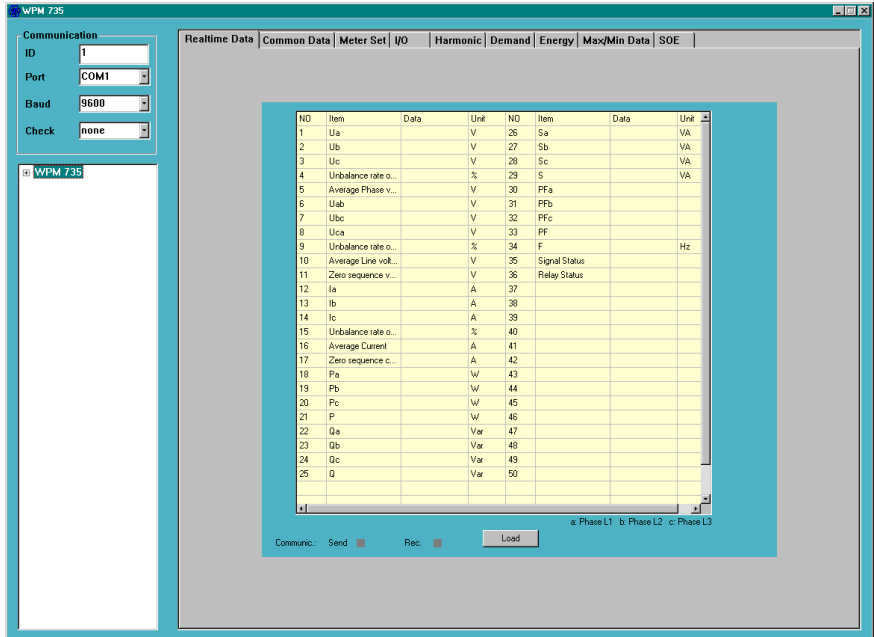 WPM 735
Communication
ID 1
Port COM1
Baud 9600
Check none
WPM 735
Realtime Data Common Data Meter Set I/O Harmonic Demand Energy Max/Min Data SOE
NO Item Data Unit NO Item Data Unit
1 Ua V 26 Sa VA
2 Ub V 27 Sb VA
3 Uc V 28 Sc VA
4 Unbalance rate o... % 29 S VA
5 Average Phase v... V 30 PFa
6 Uab V 31 PFb
7 Ubc V 32 PFc
8 Uca V 33 PF
9 Unbalance rate o... % 34 F Hz
10 Average Line volt... V 35 Signal Status
11 Zero sequence v... V 36 Relay Status
12 Ia A 37
13 Ib A 38
14 Ic A 39
15 Unbalance rate o... % 40
16 Average Current A 41
17 Zero sequence c... A 42
18 Pa W 43
19 Pb W 44
20 Pc W 45
21 P W 46
22 Qa Var 47
23 Qb Var 48
24 Qc Var 49
25 Q Var 50
a: Phase L1 b: Phase L2 c: Phase L3
Communic.: Send Rec. Load